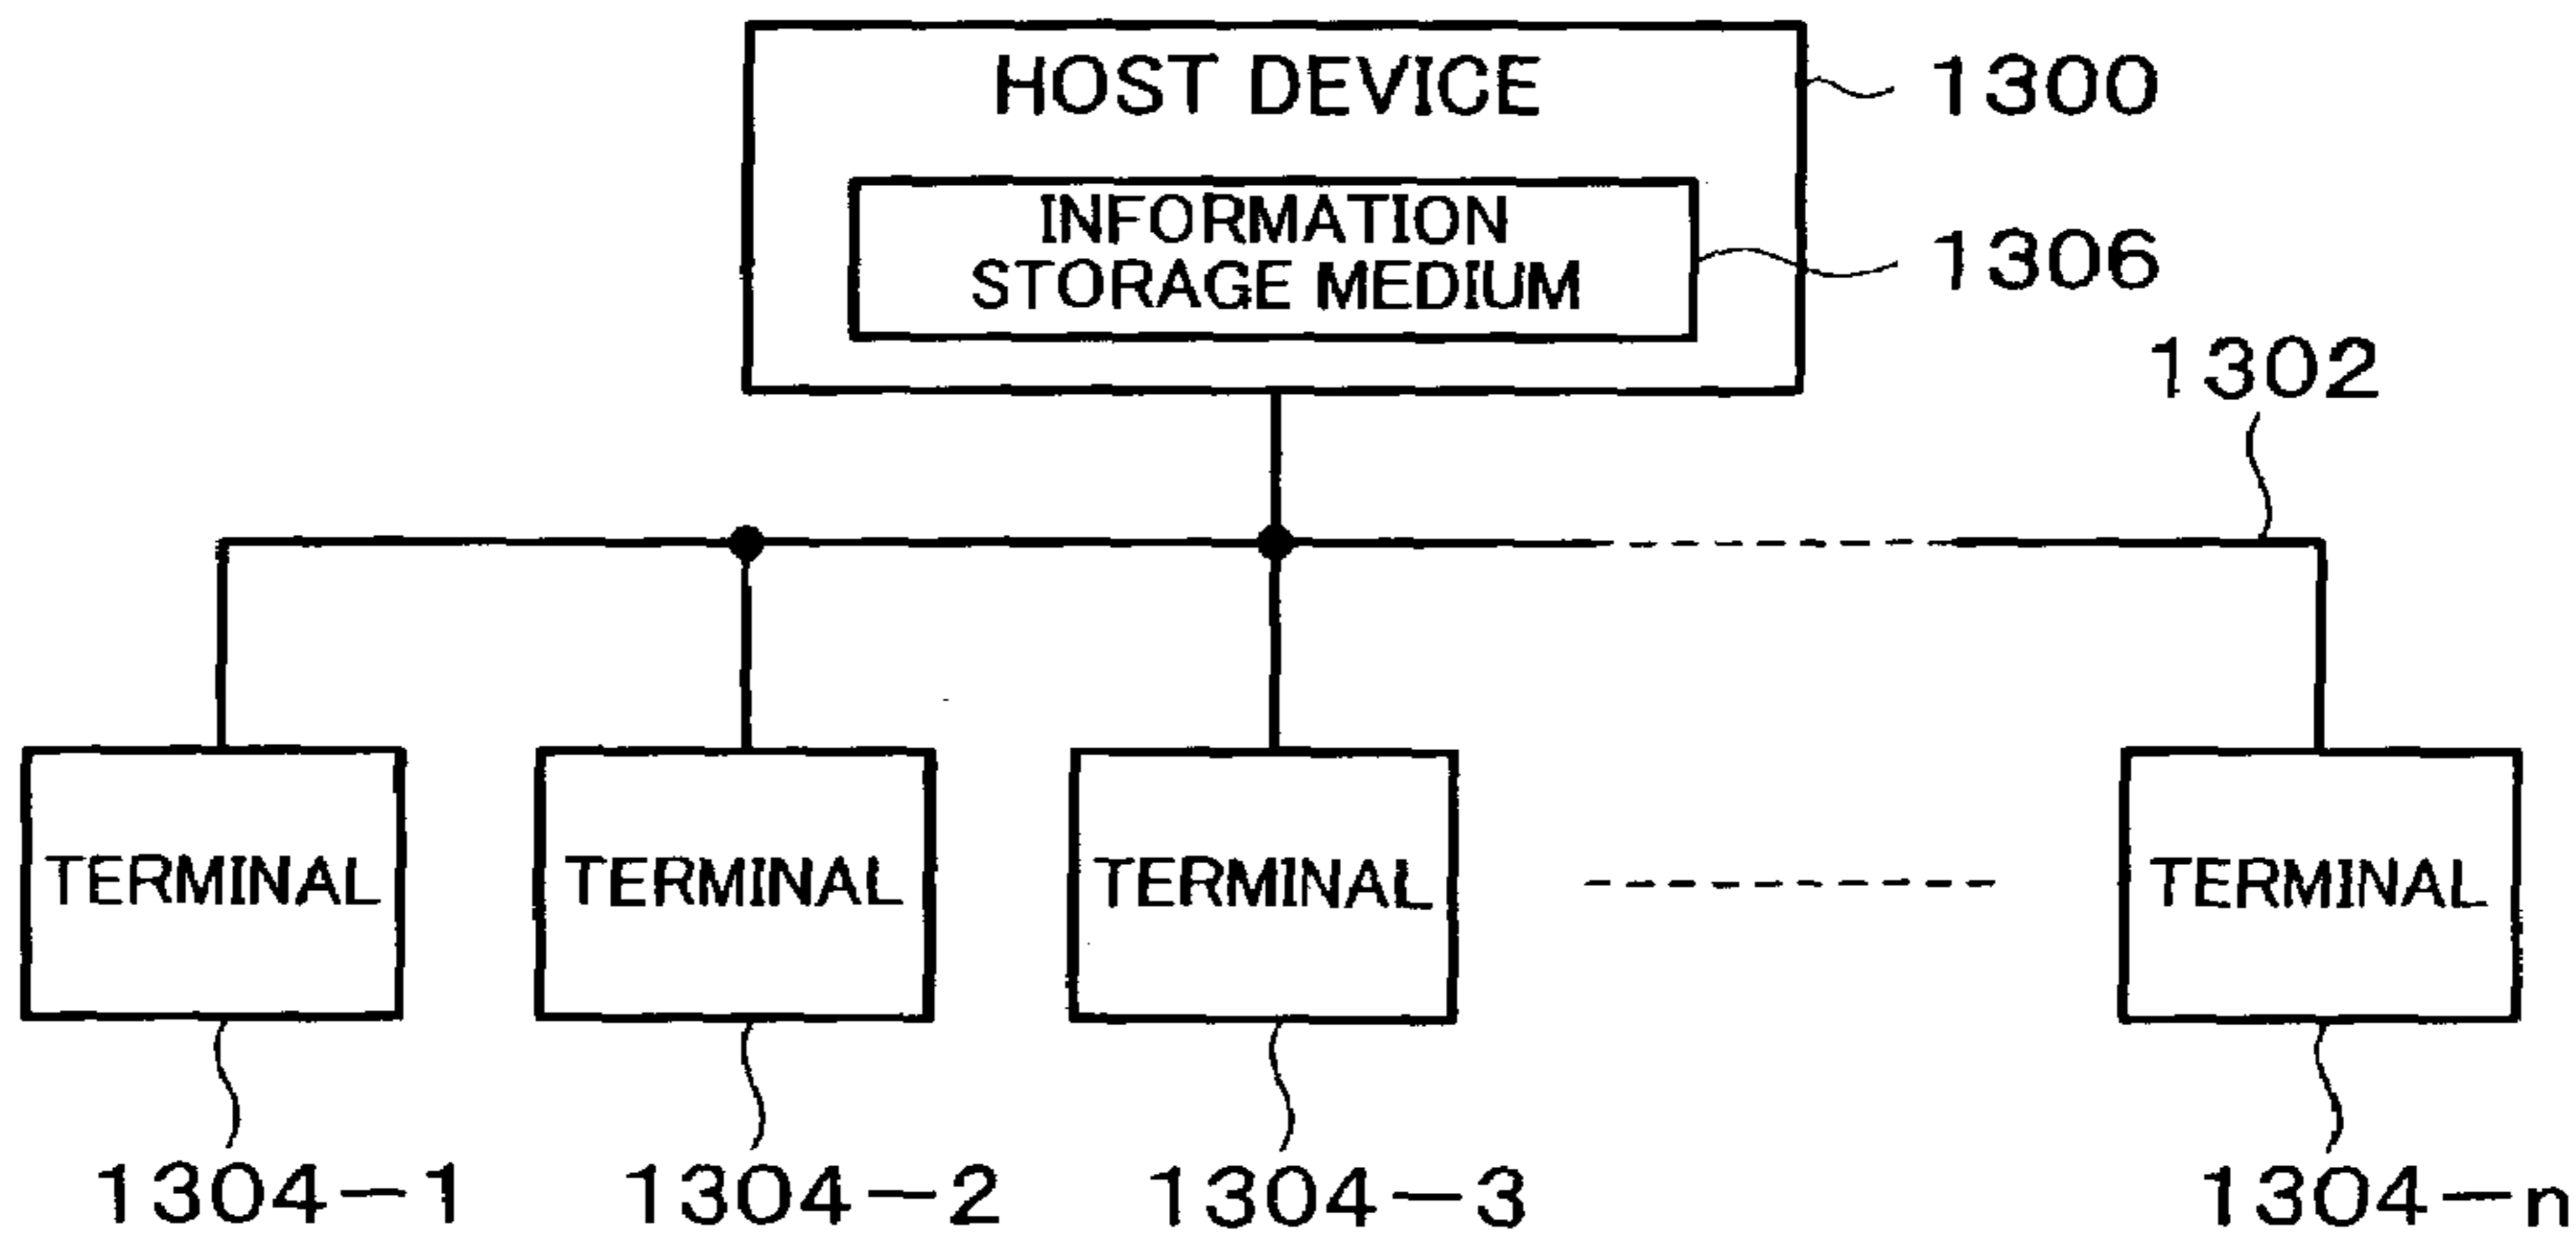 HOST DEVICE
1300
INFORMATION
STORAGE MEDIUM
1306
1302
TERMINAL
TERMINAL
TERMINAL
TERMINAL
1304-1
1304-2
1304-3
1304-n